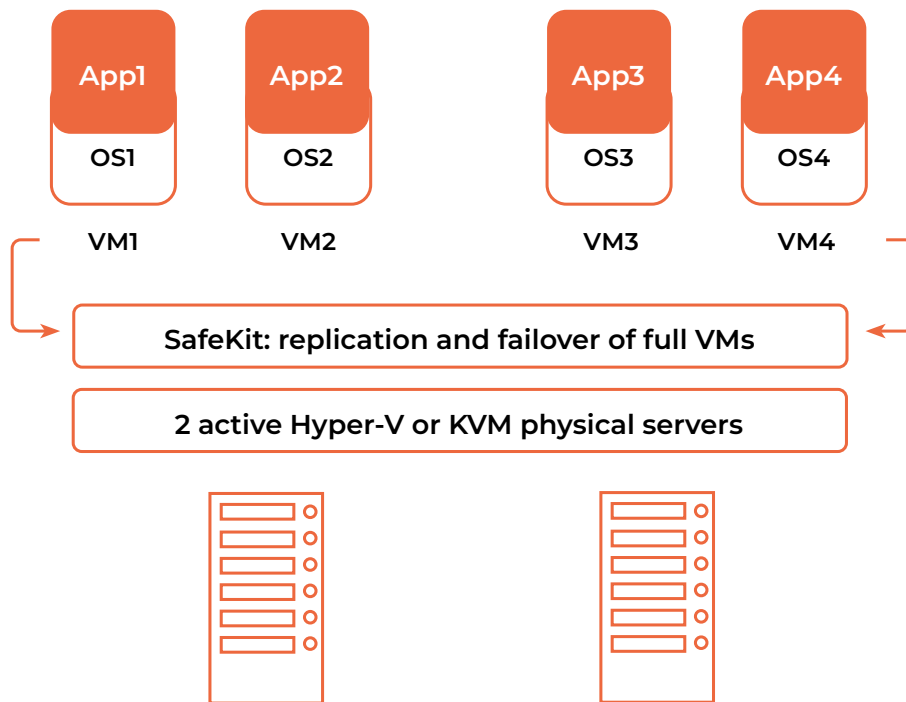 App1
App2
App3
App4
OS1
OS2
OS3
OS4
VM1
VM2
VM3
VM4
SafeKit: replication and failover of full VMs
2 active Hyper-V or KVM physical servers